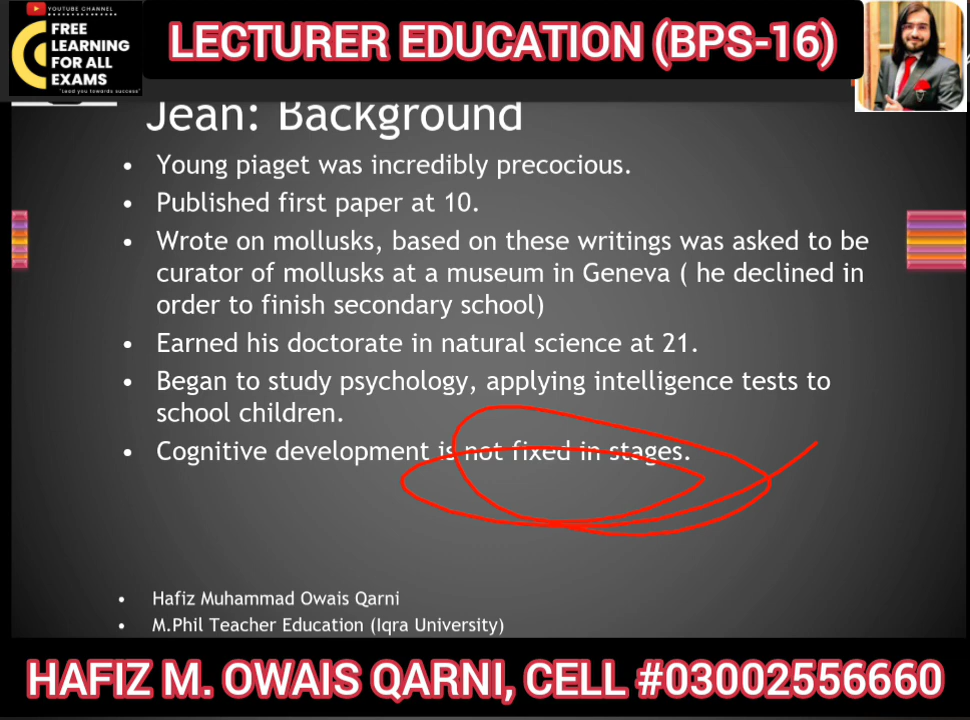 YOUTUBE CHANNEL
FREE
LEARNING
FOR ALL
EXAMS
"Lead you towards success"
LECTURER EDUCATION (BPS-16)
Jean: Background
• Young piaget was incredibly precocious.
• Published first paper at 10.
• Wrote on mollusks, based on these writings was asked to be
curator of mollusks at a museum in Geneva ( he declined in
order to finish secondary school)
• Earned his doctorate in natural science at 21.
• Began to study psychology, applying intelligence tests to
school children.
• Cognitive development is not fixed in stages.
• Hafiz Muhammad Owais Qarni
• M.Phil Teacher Education (Iqra University)
HAFIZ M. OWAIS QARNI, CELL #03002556660